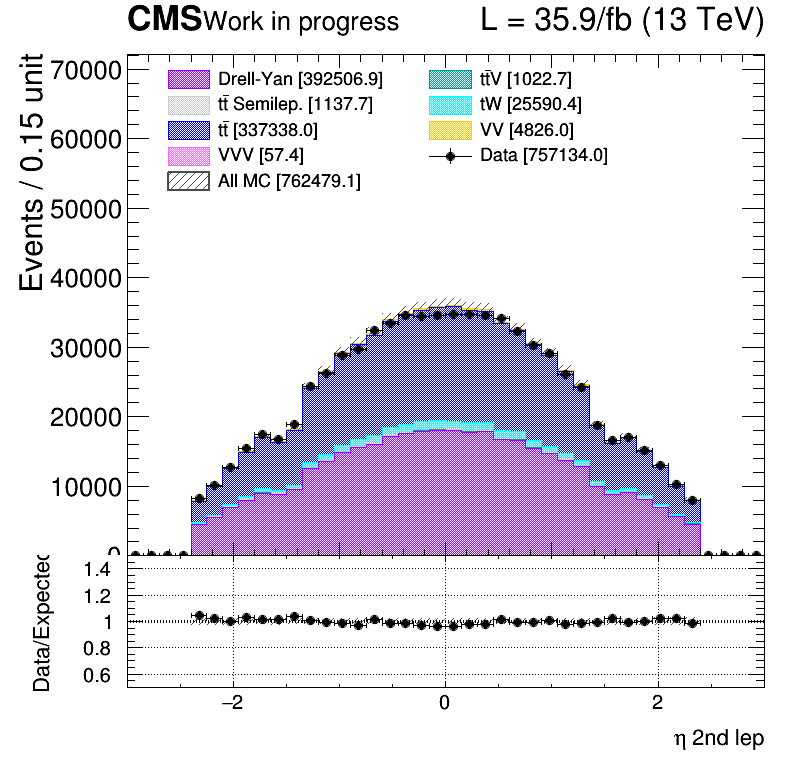 CMS Work in progress L = 35.9/fb (13 TeV)
Events / 0.15 unit
70000
60000
50000
40000
30000
20000
10000
0
Drell-Yan [392506.9]
tt̄ Semilep. [1137.7]
tt̄ [337338.0]
VVV [57.4]
All MC [762479.1]
tt̄V [1022.7]
tW [25590.4]
VV [4826.0]
Data [757134.0]
Data/Expected
1.4
1.2
1
0.8
0.6
−2 0 2
η 2nd lep